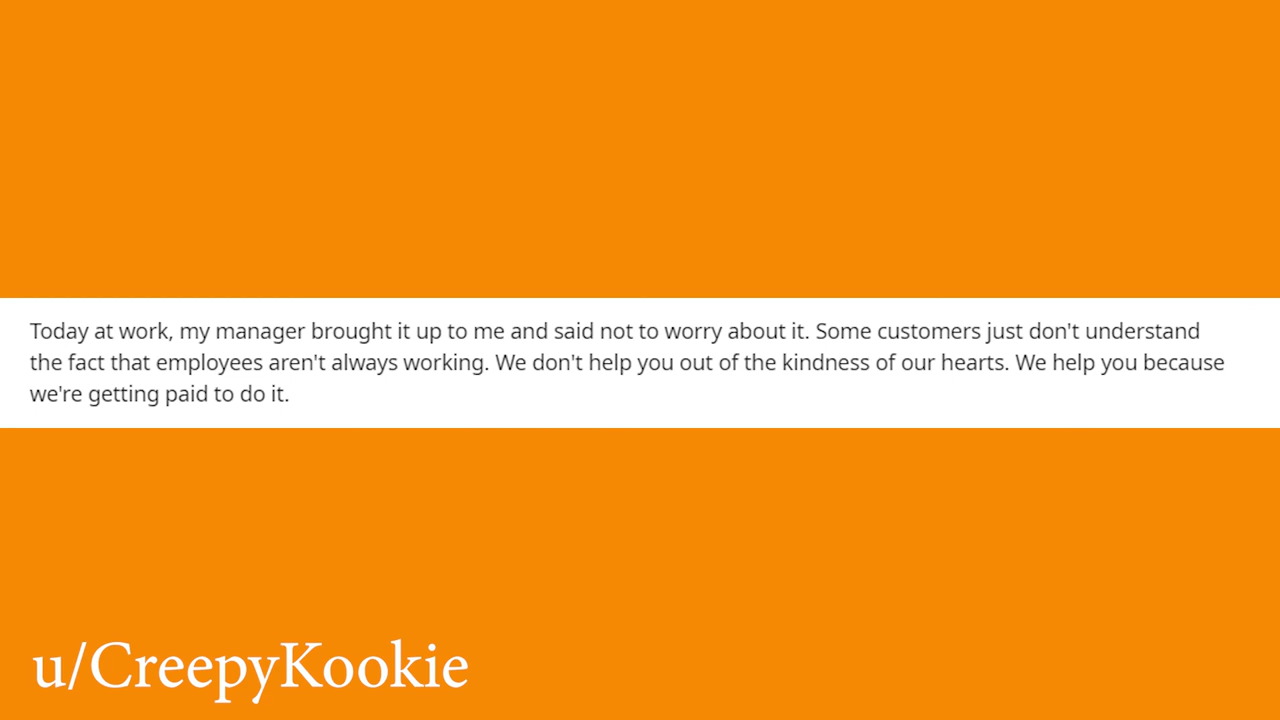 Today at work, my manager brought it up to me and said not to worry about it. Some customers just don't understand
the fact that employees aren't always working. We don't help you out of the kindness of our hearts. We help you because
we're getting paid to do it.
u/CreepyKookie